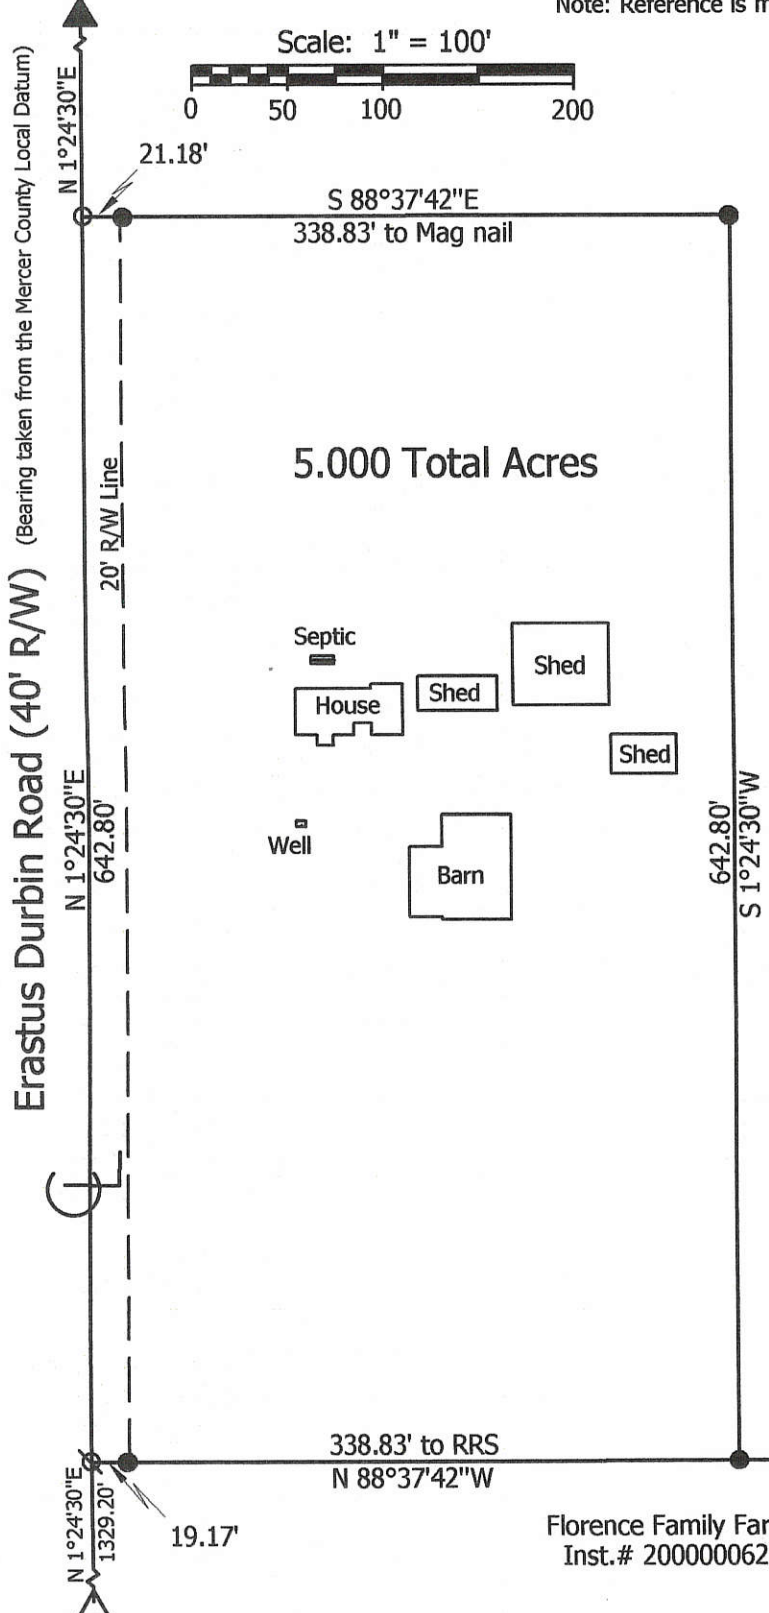 Note: Reference is m
Scale: 1" = 100'
0 50 100 200
N 1°24'30"E
(Bearing taken from the Mercer County Local Datum)
21.18'
S 88°37'42"E
338.83' to Mag nail
5.000 Total Acres
20' R/W Line
Erastus Durbin Road (40' R/W)
Septic
House
Shed
Shed
Shed
Well
Barn
N 1°24'30"E
642.80'
642.80'
S 1°24'30"W
338.83' to RRS
N 88°37'42"W
N 1°24'30"E
1329.20'
19.17'
Florence Family Far
Inst.# 200000062